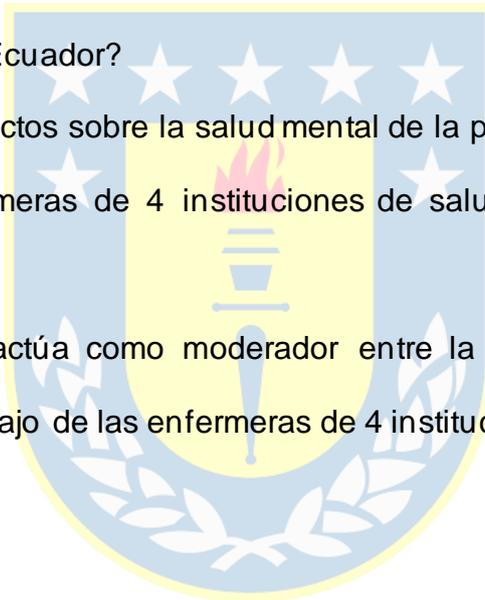 Ecuador?
ctos sobre la salud mental de la p
meras de 4 instituciones de salu
actúa como moderador entre la
ajo de las enfermeras de 4 instituc